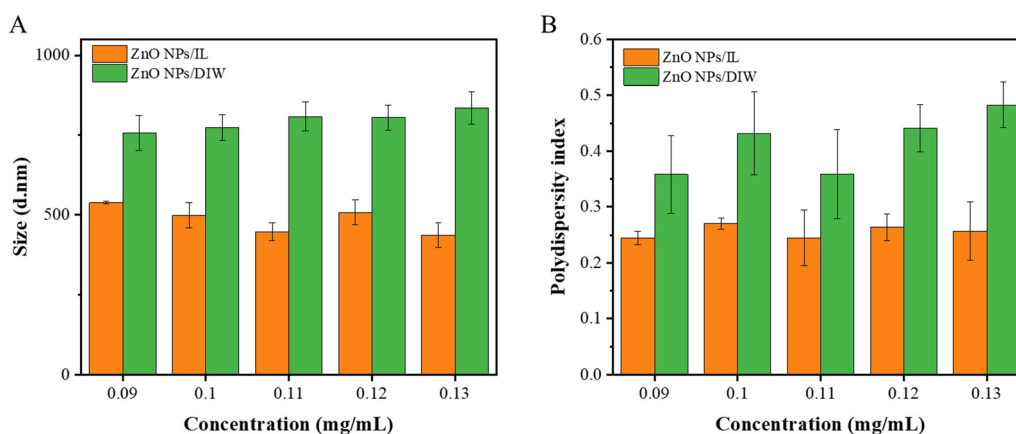 A
1000
500
0
Size (d.nm)
ZnO NPs/IL
ZnO NPs/DIW
0.09 0.1 0.11 0.12 0.13
Concentration (mg/mL)
B
0.6
0.5
0.4
0.3
0.2
0.1
0.0
Polydispersity index
ZnO NPs/IL
ZnO NPs/DIW
0.09 0.1 0.11 0.12 0.13
Concentration (mg/mL)